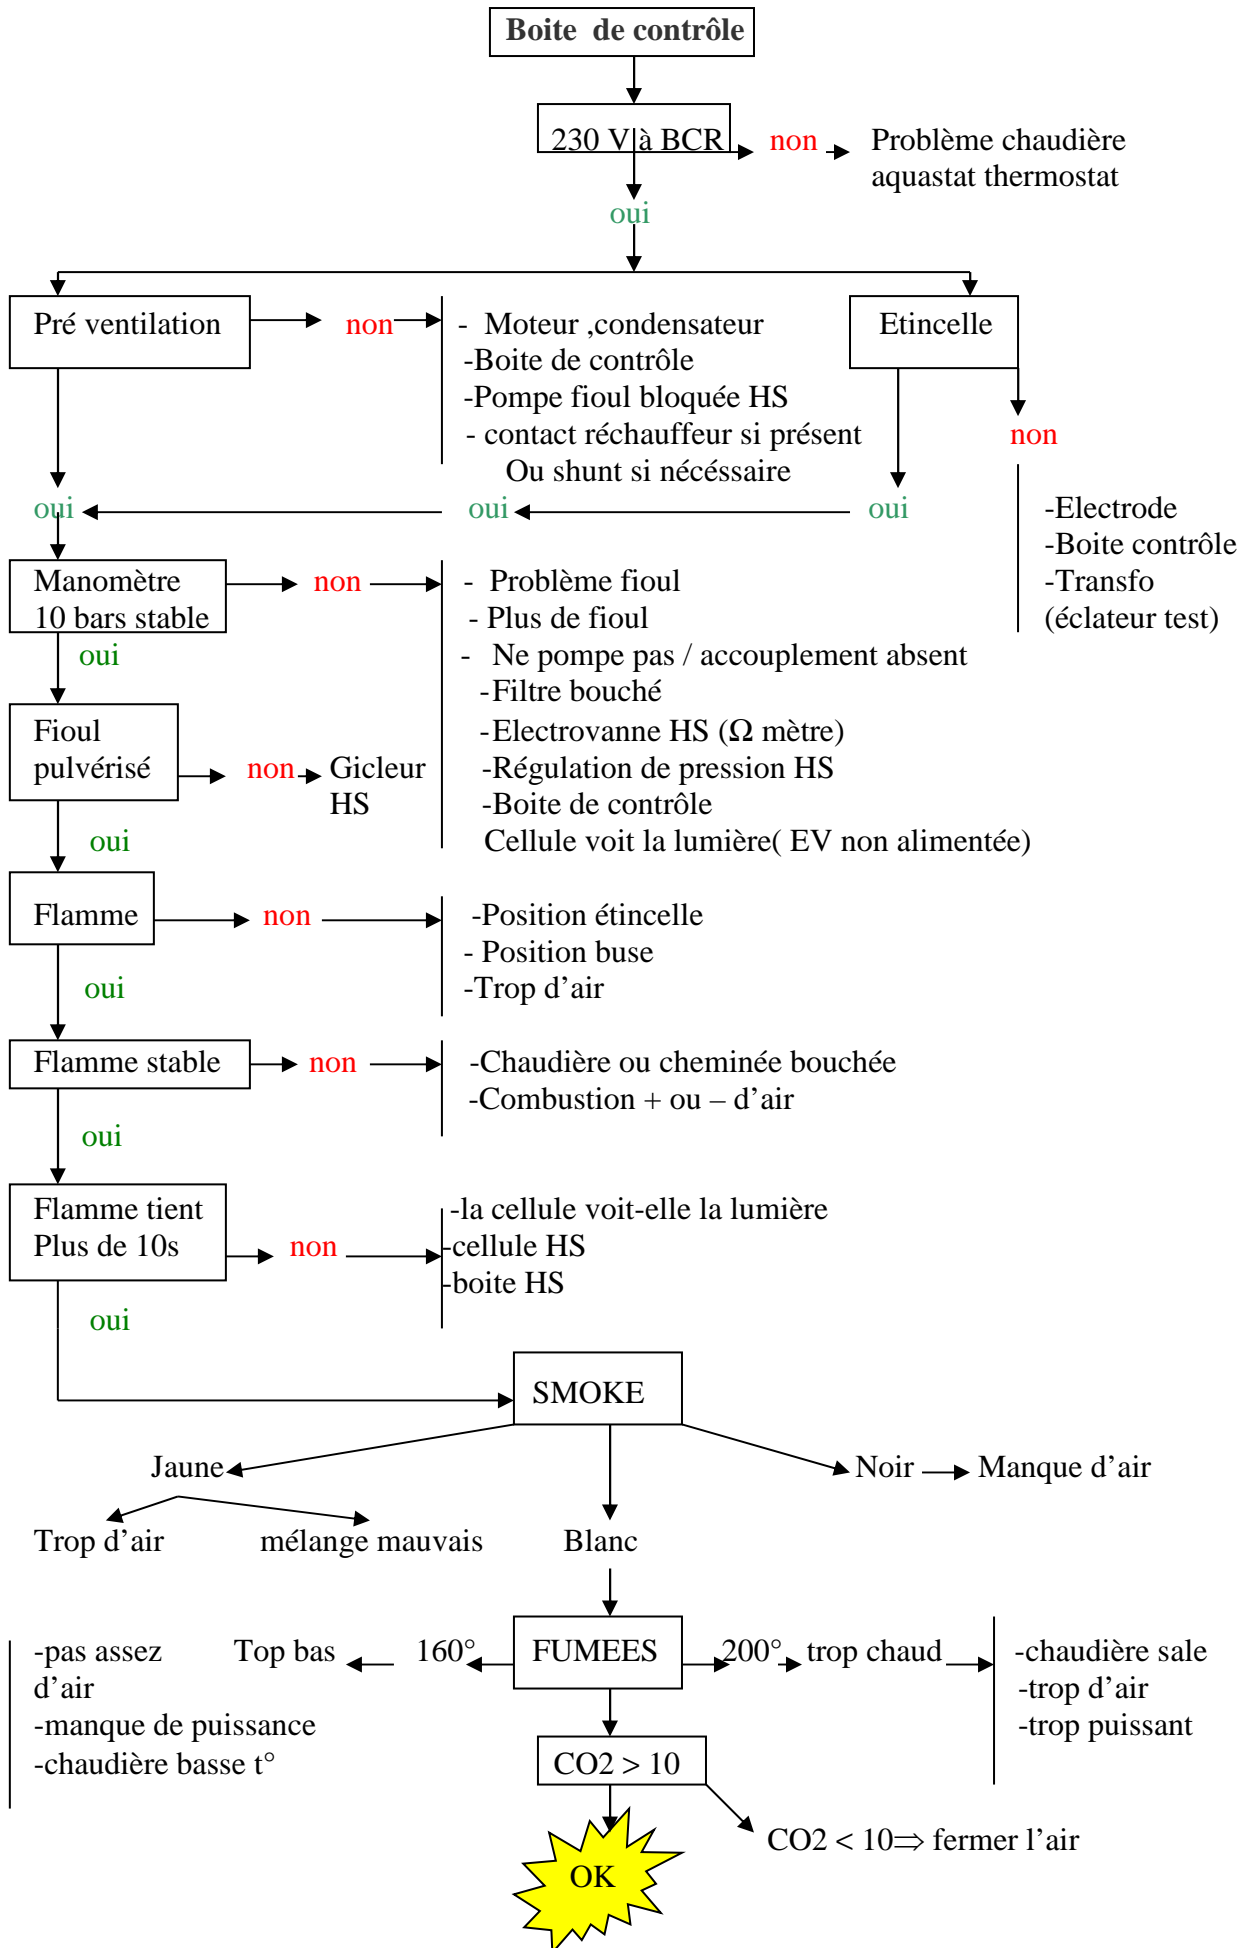 Boite de contrôle
230 V à BCR
non
Problème chaudière
aquastat thermostat
oui
Pré ventilation
non
- Moteur ,condensateur
-Boite de contrôle
-Pompe fioul bloquée HS
- contact réchauffeur si présent
Ou shunt si nécéssaire
Etincelle
non
oui
oui
oui
-Electrode
-Boite contrôle
-Transfo
(éclateur test)
Manomètre
10 bars stable
non
- Problème fioul
- Plus de fioul
- Ne pompe pas / accouplement absent
-Filtre bouché
-Electrovanne HS (Ω mètre)
-Régulation de pression HS
-Boite de contrôle
Cellule voit la lumière( EV non alimentée)
oui
Fioul
pulvérisé
non
Gicleur
HS
oui
Flamme
non
-Position étincelle
- Position buse
-Trop d’air
oui
Flamme stable
non
-Chaudière ou cheminée bouchée
-Combustion + ou – d’air
oui
Flamme tient
Plus de 10s
non
-la cellule voit-elle la lumière
-cellule HS
-boite HS
oui
SMOKE
Jaune
Noir
Manque d’air
Trop d’air
mélange mauvais
Blanc
-pas assez
d’air
-manque de puissance
-chaudière basse t°
Top bas
160°
FUMEES
200°
trop chaud
-chaudière sale
-trop d’air
-trop puissant
CO2 > 10
CO2 < 10⇒ fermer l’air
OK